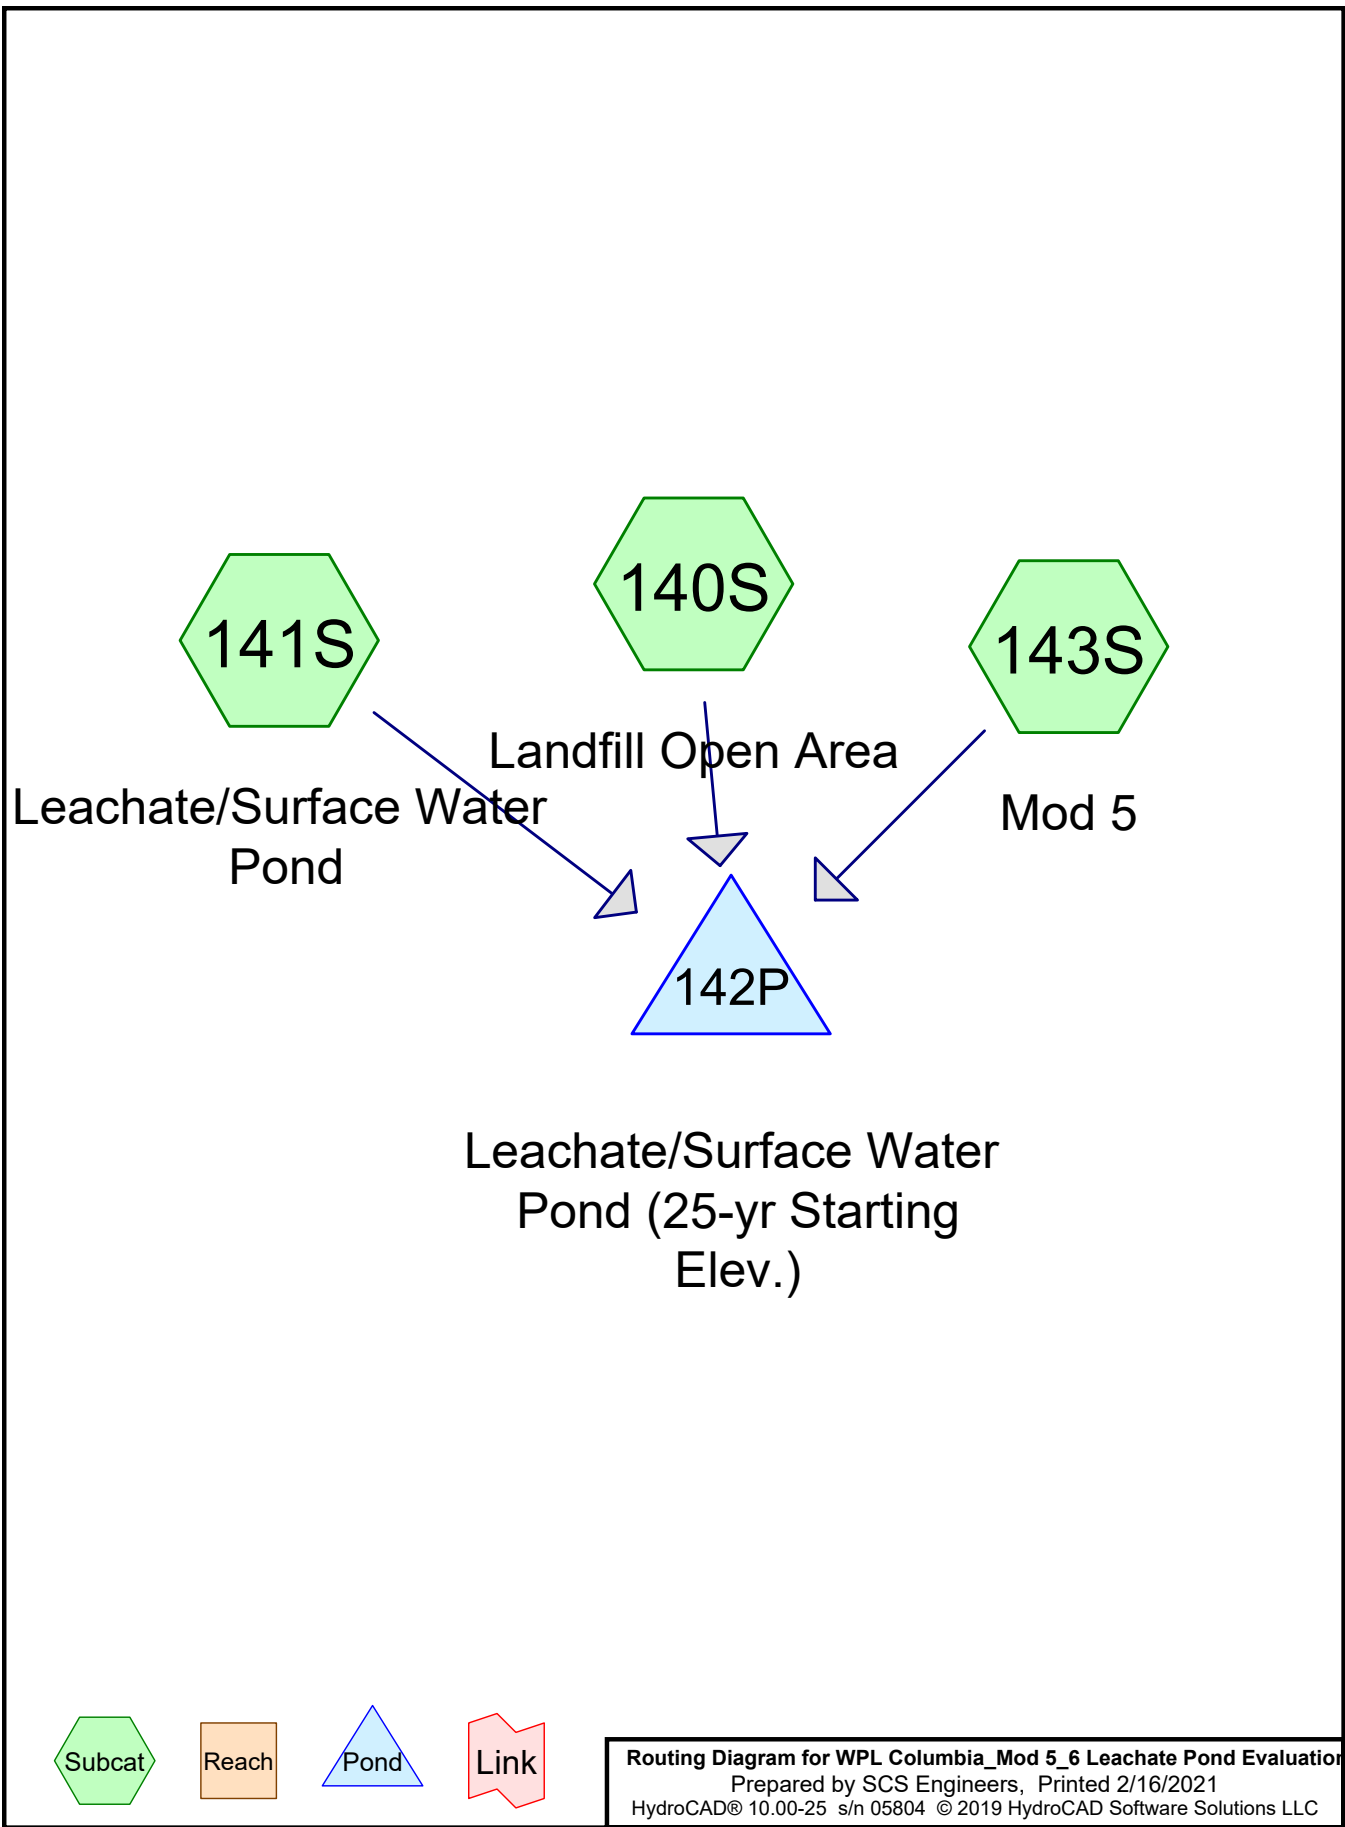 140S
141S
143S
Landfill Open Area
Leachate/Surface Water
Pond
Mod 5
142P
Leachate/Surface Water
Pond (25-yr Starting
Elev.)
Subcat
Reach
Pond
Link
Routing Diagram for WPL Columbia_Mod 5_6 Leachate Pond Evaluation
Prepared by SCS Engineers, Printed 2/16/2021
HydroCAD® 10.00-25 s/n 05804 © 2019 HydroCAD Software Solutions LLC